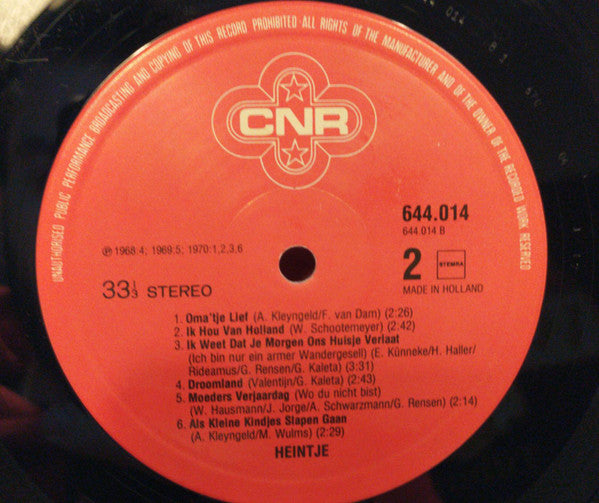 UNAUTHORISED PUBLIC PERFORMANCE BROADCASTING AND COPYING OF THIS RECORD PROHIBITED·ALL RIGHTS OF THE MANUFACTURER AND OF THE OWNER OF THE RECORDED WORK RESERVED
CNR
644.014
644 014 B
℗ 1968:4; 1969:5; 1970:1,2,3,6
2 STEMRA
33⅓ STEREO
MADE IN HOLLAND
1. Oma'tje Lief (A. Kleyngeld/F. van Dam) (2:26)
2. Ik Hou Van Holland (W. Schootemeyer) (2:42)
3. Ik Weet Dat Je Morgen Ons Huisje Verlaat
(Ich bin nur ein armer Wandergesell) (E. Künneke/H. Haller/
Rideamus/G. Rensen/G. Kaleta) (3:31)
4. Droomland (Valentijn/G. Kaleta) (2:43)
5. Moeders Verjaardag (Wo du nicht bist)
(W. Hausmann/J. Jorge/A. Schwarzmann/G. Rensen) (2:14)
6. Als Kleine Kindjes Slapen Gaan
(A. Kleyngeld/M. Wulms) (2:29)
HEINTJE